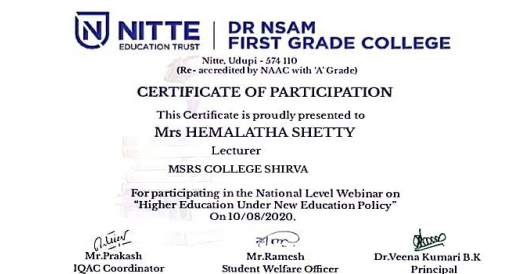 NITTE
EDUCATION TRUST
DR NSAM
FIRST GRADE COLLEGE
Nitte, Udupi - 574 110
(Re- accredited by NAAC with 'A' Grade)
CERTIFICATE OF PARTICIPATION
This Certificate is proudly presented to
Mrs HEMALATHA SHETTY
Lecturer
MSRS COLLEGE SHIRVA
For participating in the National Level Webinar on
"Higher Education Under New Education Policy"
On 10/08/2020.
Mr.Prakash
IQAC Coordinator
Mr.Ramesh
Student Welfare Officer
Dr.Veena Kumari B.K
Principal